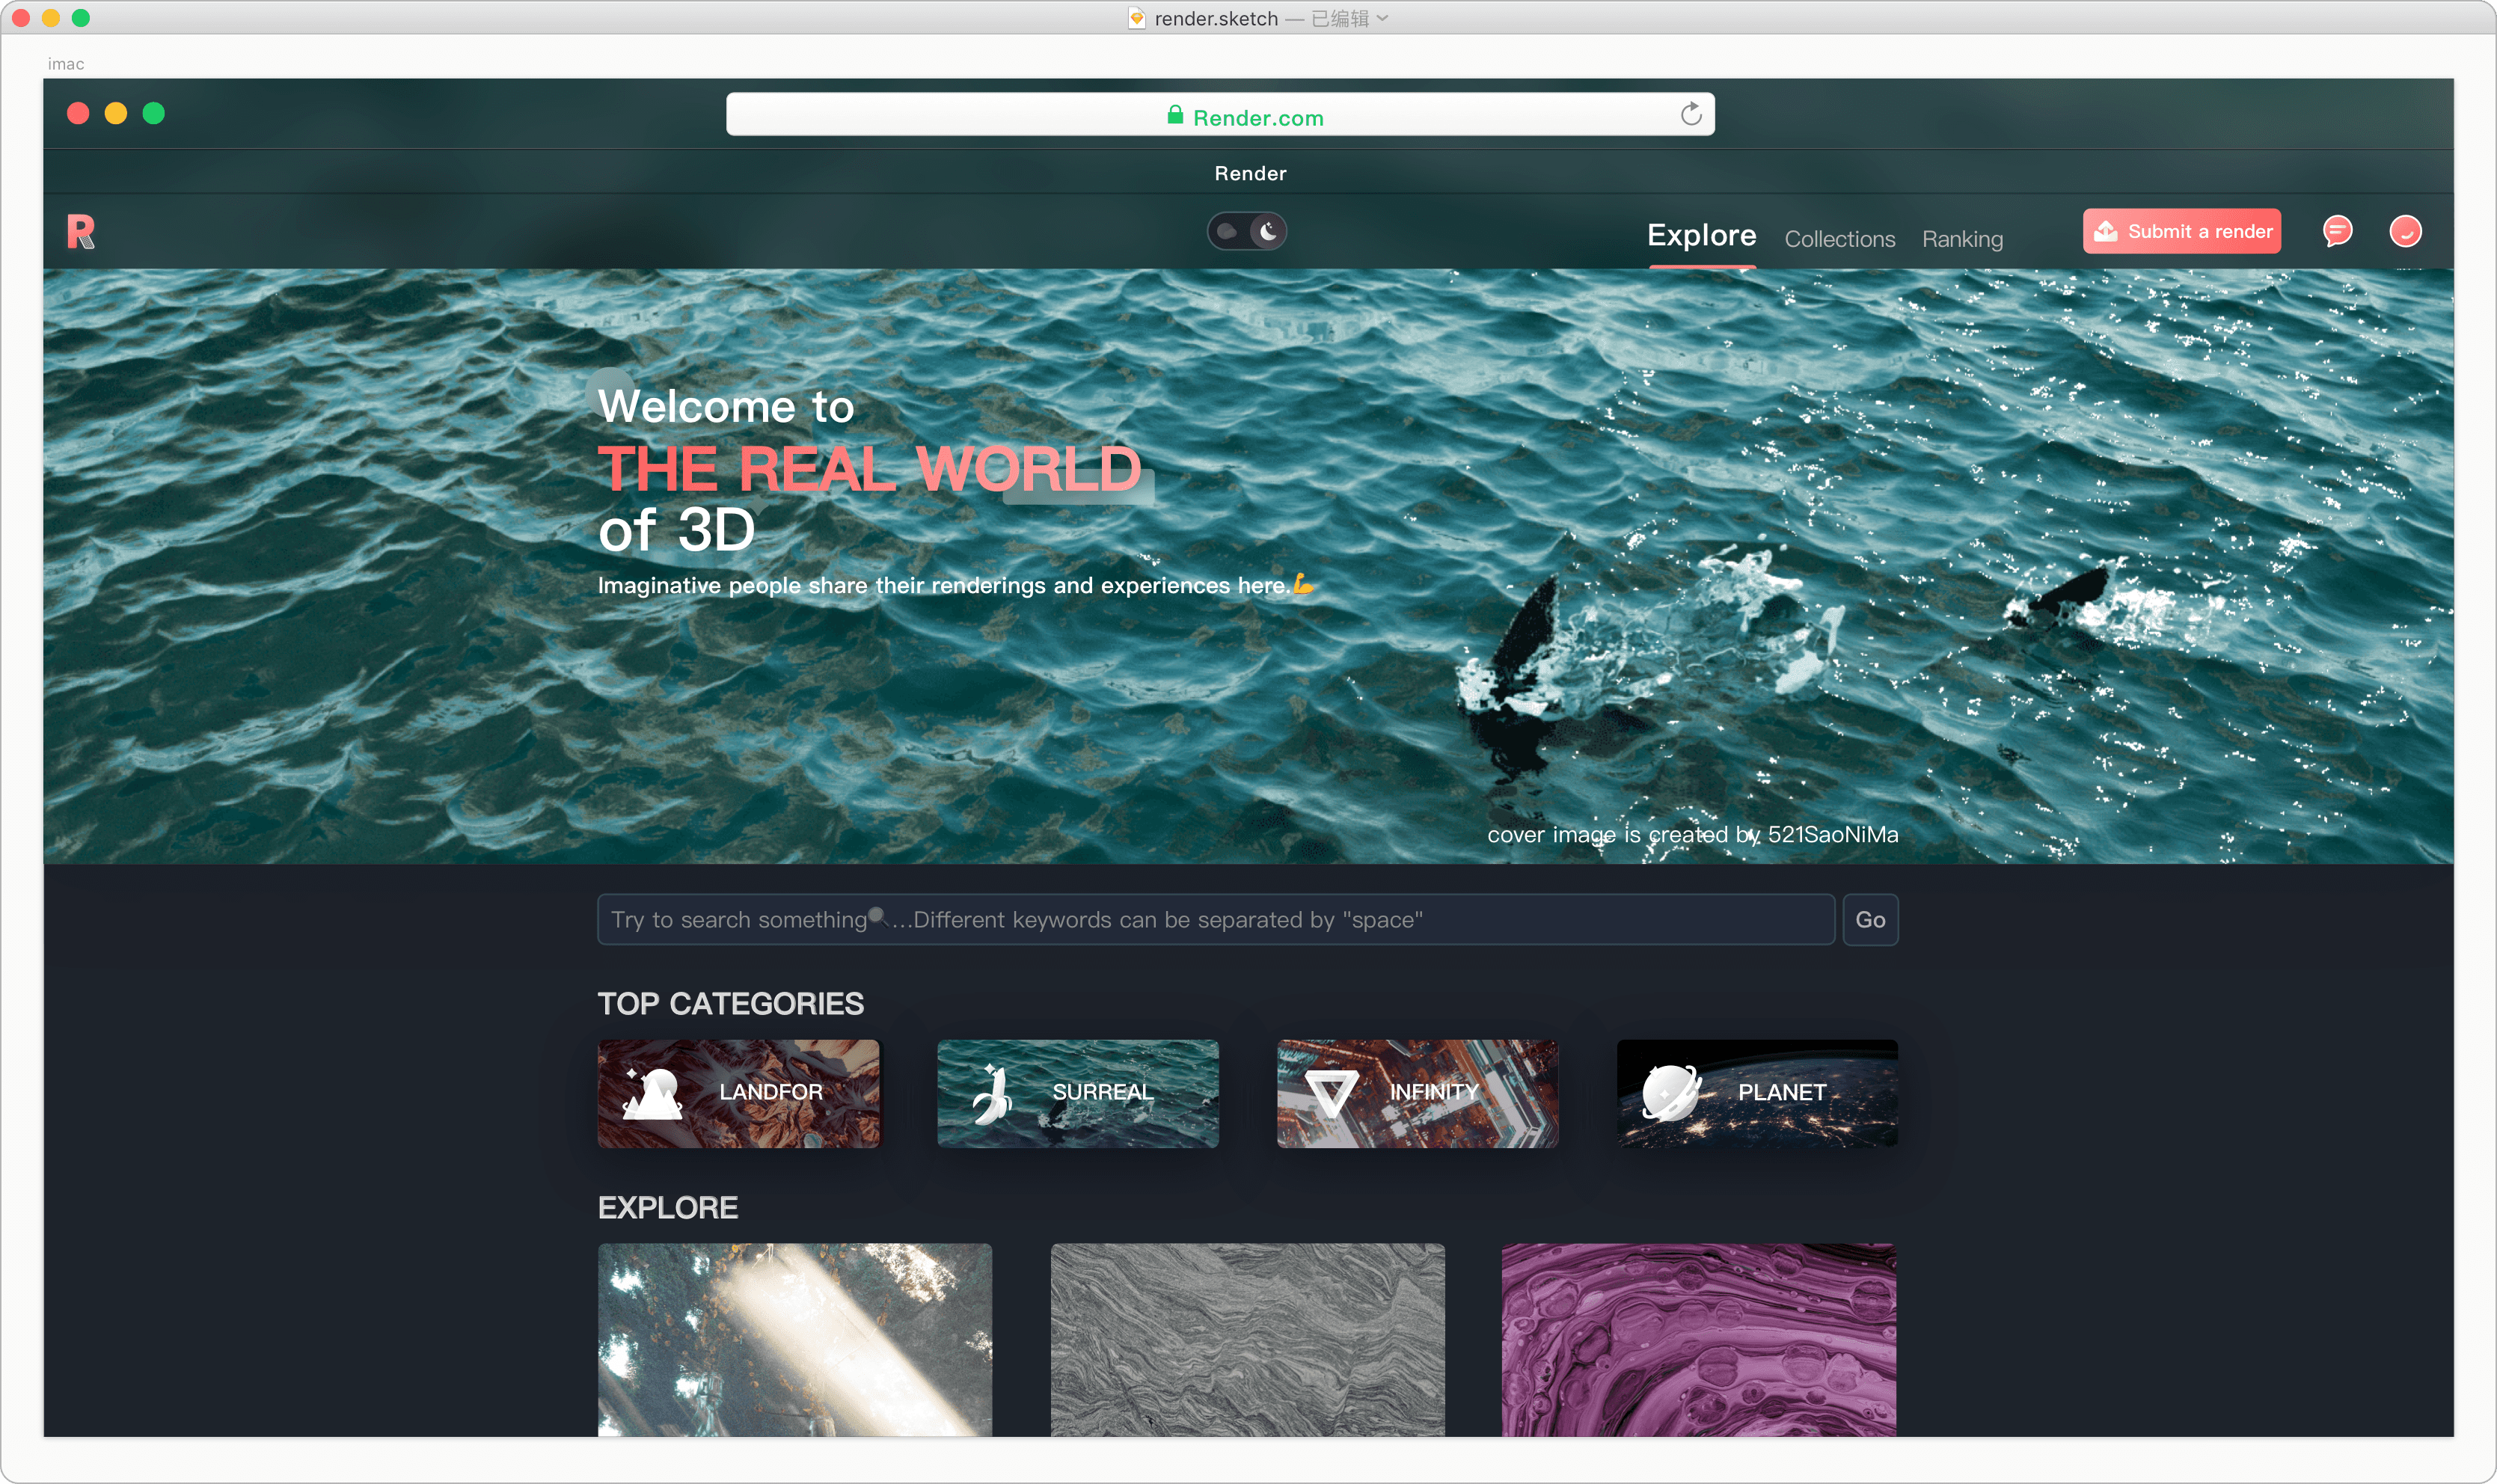 render.sketch — 已编辑
imac
Render.com
Render
R
Explore Collections Ranking Submit a render
Welcome to
THE REAL WORLD
of 3D
Imaginative people share their renderings and experiences here.💪
cover image is created by 521SaoNiMa
Try to search something🔍...Different keywords can be separated by "space" Go
TOP CATEGORIES
LANDFOR SURREAL INFINITY PLANET
EXPLORE